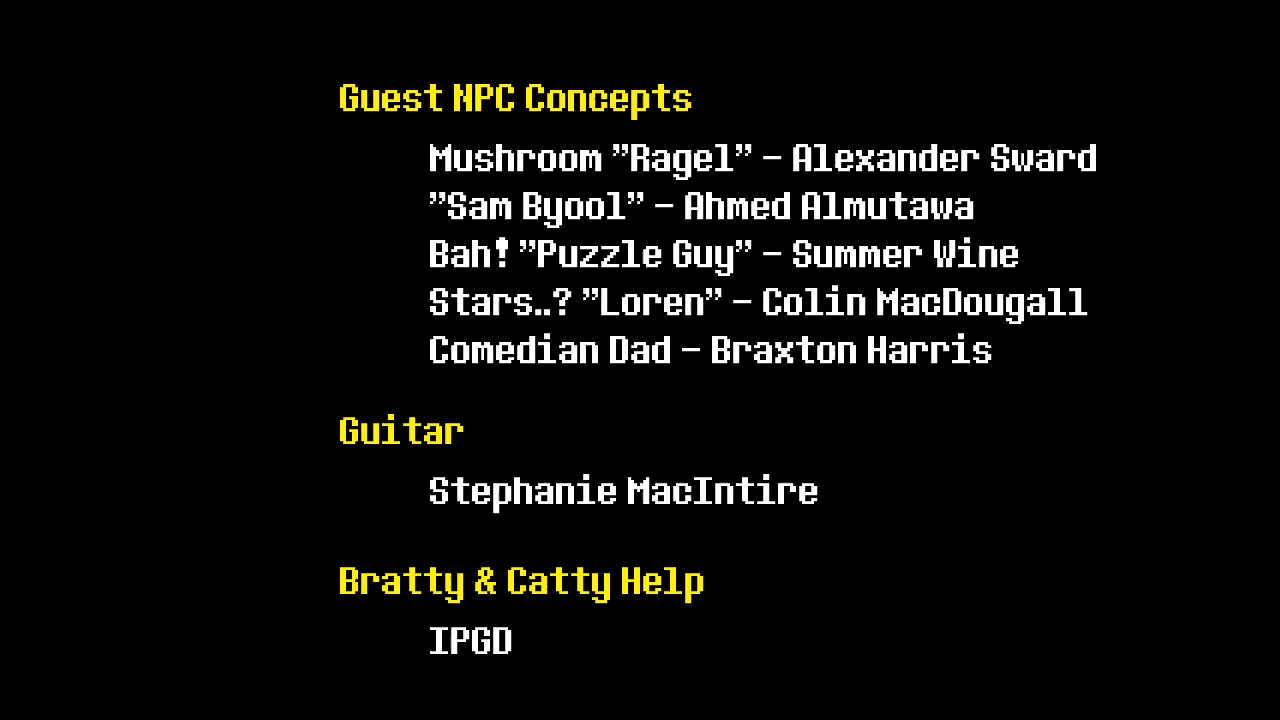 Guest NPC Concepts
Mushroom ”Ragel” – Alexander Sward
”Sam Byool” – Ahmed Almutawa
Bah! ”Puzzle Guy” – Summer Wine
Stars..? ”Loren” – Colin MacDougall
Comedian Dad – Braxton Harris
Guitar
Stephanie MacIntire
Bratty & Catty Help
IPGD